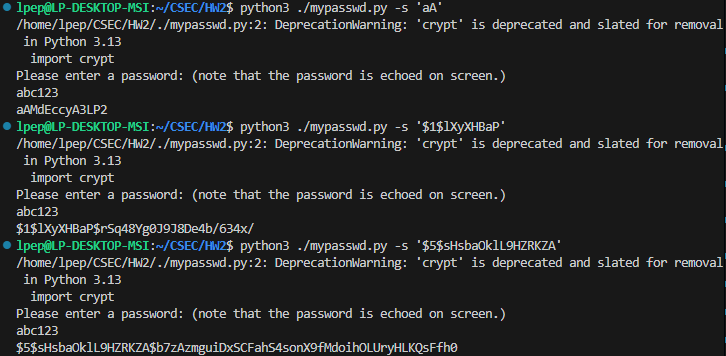 lpep@LP-DESKTOP-MSI:~/CSEC/HW2$ python3 ./mypasswd.py -s 'aA'
/home/lpep/CSEC/HW2/./mypasswd.py:2: DeprecationWarning: 'crypt' is deprecated and slated for removal
 in Python 3.13
  import crypt
Please enter a password: (note that the password is echoed on screen.)
abc123
aAMdEccyA3LP2
lpep@LP-DESKTOP-MSI:~/CSEC/HW2$ python3 ./mypasswd.py -s '$1$lXyXHBaP'
/home/lpep/CSEC/HW2/./mypasswd.py:2: DeprecationWarning: 'crypt' is deprecated and slated for removal
 in Python 3.13
  import crypt
Please enter a password: (note that the password is echoed on screen.)
abc123
$1$lXyXHBaP$rSq48Yg0J9J8De4b/634x/
lpep@LP-DESKTOP-MSI:~/CSEC/HW2$ python3 ./mypasswd.py -s '$5$sHsbaOklL9HZRKZA'
/home/lpep/CSEC/HW2/./mypasswd.py:2: DeprecationWarning: 'crypt' is deprecated and slated for removal
 in Python 3.13
  import crypt
Please enter a password: (note that the password is echoed on screen.)
abc123
$5$sHsbaOklL9HZRKZA$b7zAzmguiDxSCFahS4sonX9fMdoihOLUryHLKQsFfh0